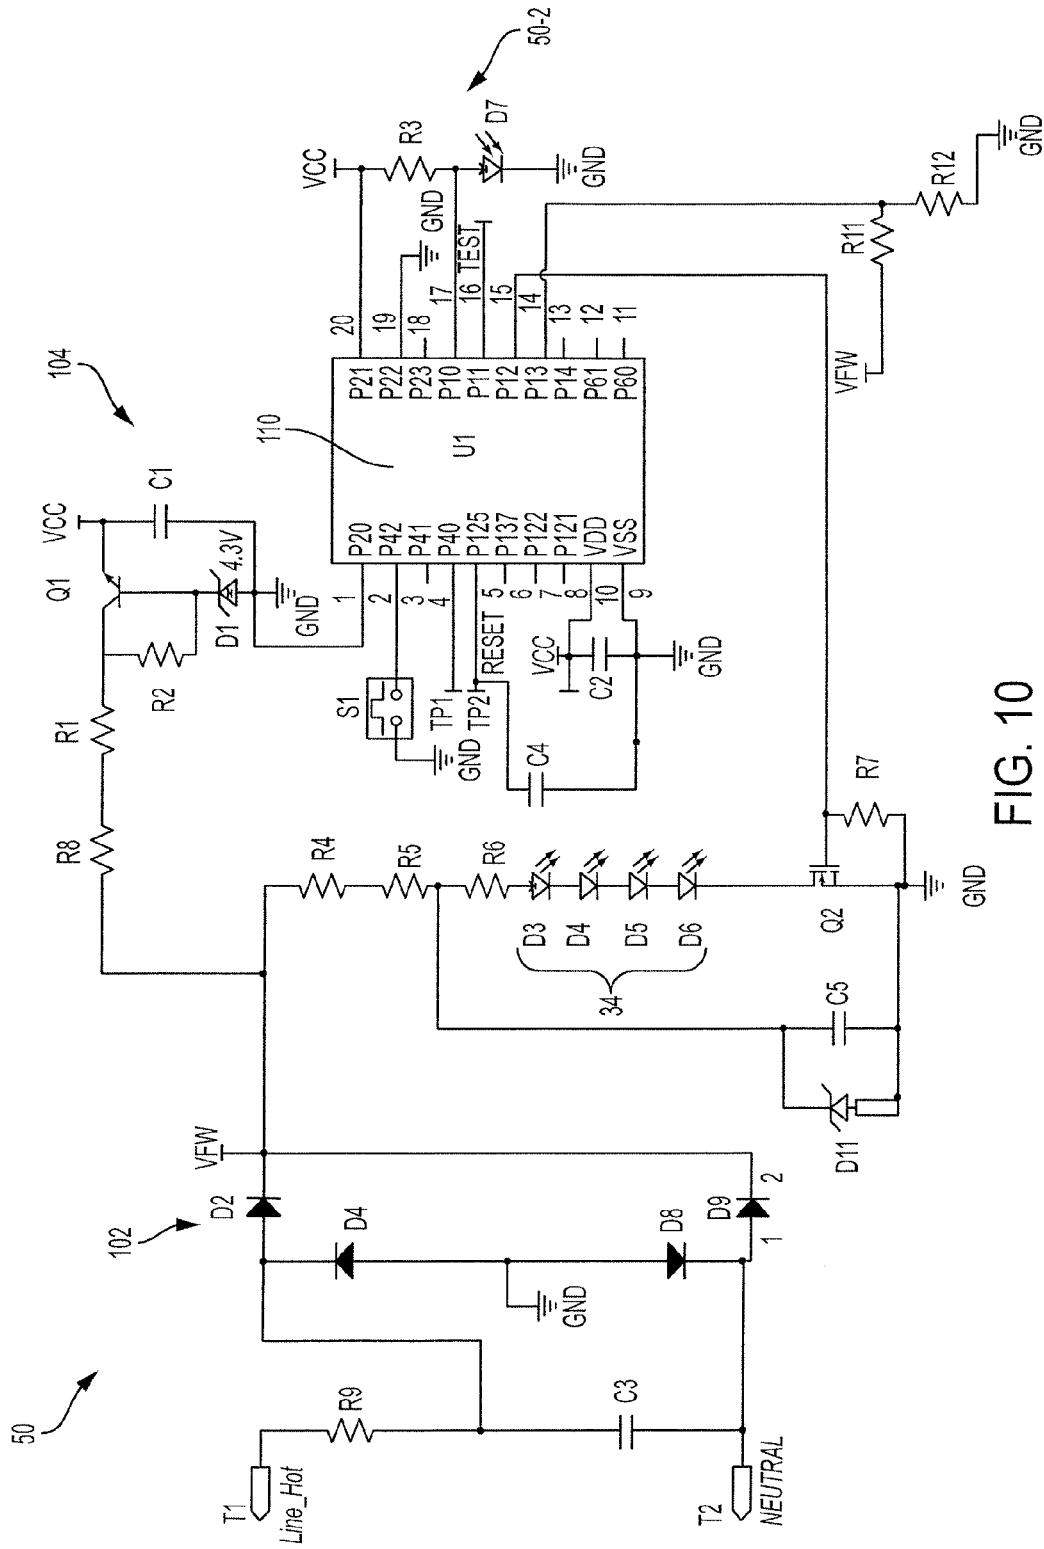 50
T1
Line_Hot
R9
C3
T2
NEUTRAL
102
VFW
D2
D4
GND
D8
D9
1
2
R8
R1
R2
Q1
VCC
C1
D1
4.3V
GND
104
R4
R5
R6
D3
D4
D5
D6
34
D11
C5
Q2
R7
GND
S1
GND
TP1
TP2
RESET
C4
VCC
C2
GND
1
2
3
4
5
6
7
8
10
9
P20
P42
P41
P40
P125
P137
P122
P121
VDD
VSS
110
U1
P21
P22
P23
P10
P11
P12
P13
P14
P61
P60
20
19
18
17
16
15
14
13
12
11
VCC
R3
GND
TEST
D7
GND
50-2
VFW
R11
R12
GND
FIG. 10